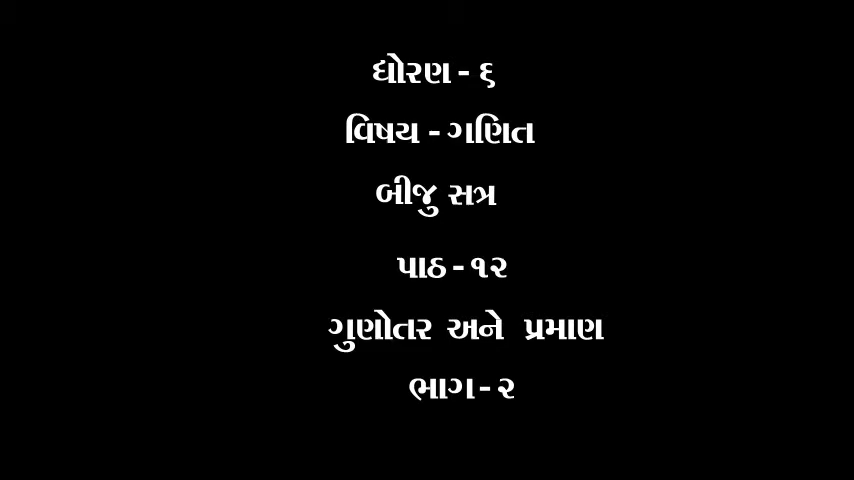 ધોરણ - ૬
વિષય - ગણિત
બીજુ સત્ર
પાઠ - ૧૨
ગુણોતર અને પ્રમાણ
ભાગ - ૨